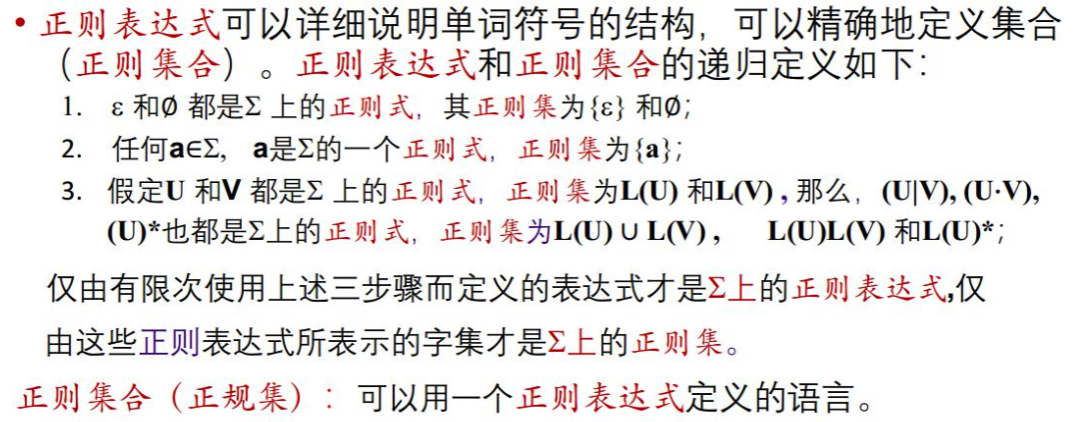 • 正则表达式可以详细说明单词符号的结构，可以精确地定义集合
（正则集合）。正则表达式和正则集合的递归定义如下：
1. ε 和∅ 都是Σ 上的正则式，其正则集为{ε} 和∅；
2. 任何a∈Σ, a是Σ的一个正则式，正则集为{a}；
3. 假定U 和V 都是Σ 上的正则式，正则集为L(U) 和L(V)，那么，(U|V), (U·V),
(U)*也都是Σ上的正则式，正则集为L(U) ∪ L(V)， L(U)L(V) 和L(U)*；
仅由有限次使用上述三步骤而定义的表达式才是Σ上的正则表达式,仅
由这些正则表达式所表示的字集才是Σ上的正则集。
正则集合（正规集）：可以用一个正则表达式定义的语言。